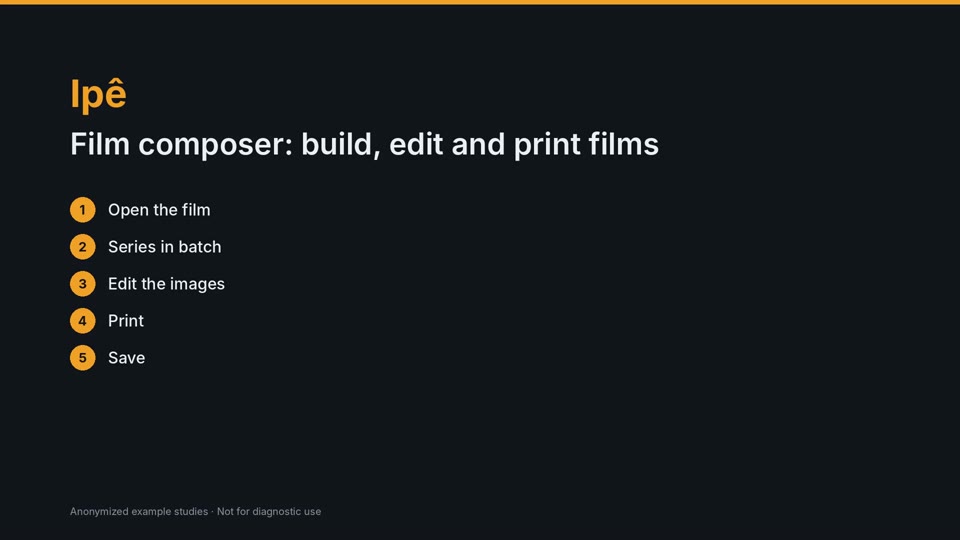 Ipê
Film composer: build, edit and print films
1 Open the film
2 Series in batch
3 Edit the images
4 Print
5 Save
Anonymized example studies · Not for diagnostic use